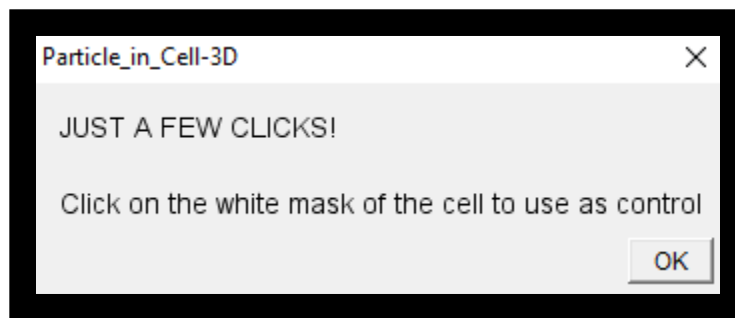 Particle_in_Cell-3D
JUST A FEW CLICKS!
Click on the white mask of the cell to use as control
OK